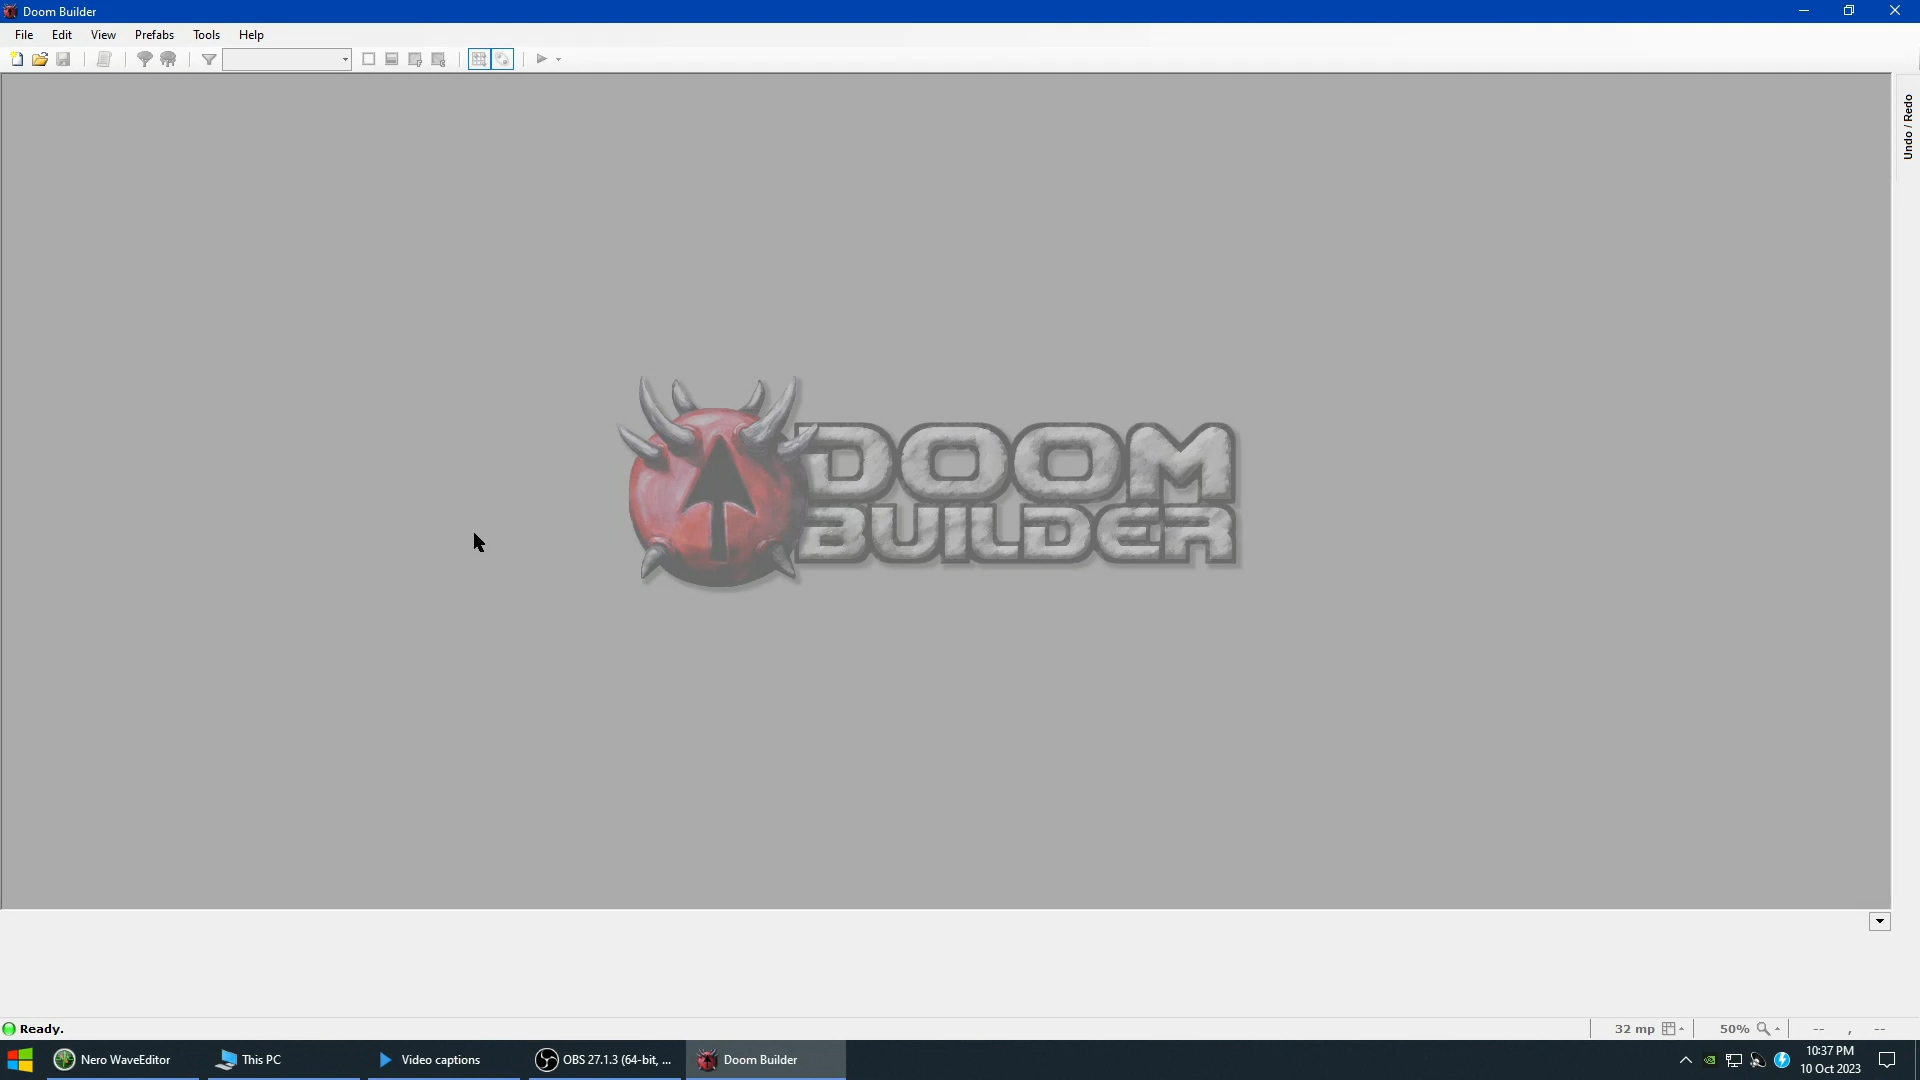 Doom Builder
File Edit View Prefabs Tools Help
Undo / Redo
DOOM
BUILDER
Ready.
32 mp
50%
-- , --
Nero WaveEditor
This PC
Video captions
OBS 27.1.3 (64-bit, ...
Doom Builder
10:37 PM
10 Oct 2023